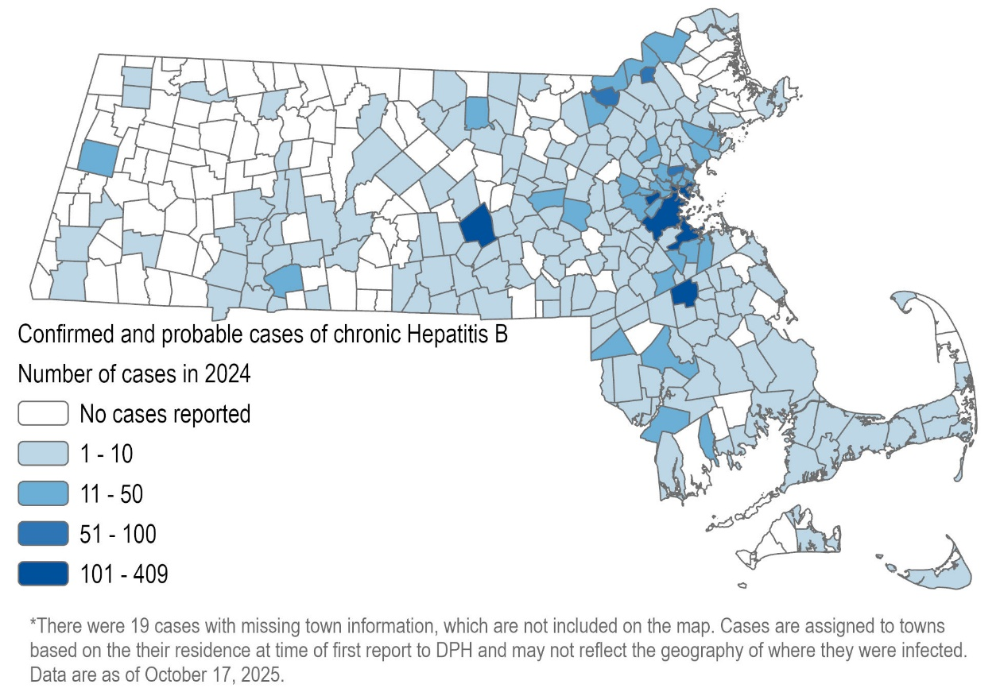 Confirmed and probable cases of chronic Hepatitis B
Number of cases in 2024
No cases reported
1 - 10
11 - 50
51 - 100
101 - 409
*There were 19 cases with missing town information, which are not included on the map. Cases are assigned to towns
based on the their residence at time of first report to DPH and may not reflect the geography of where they were infected.
Data are as of October 17, 2025.